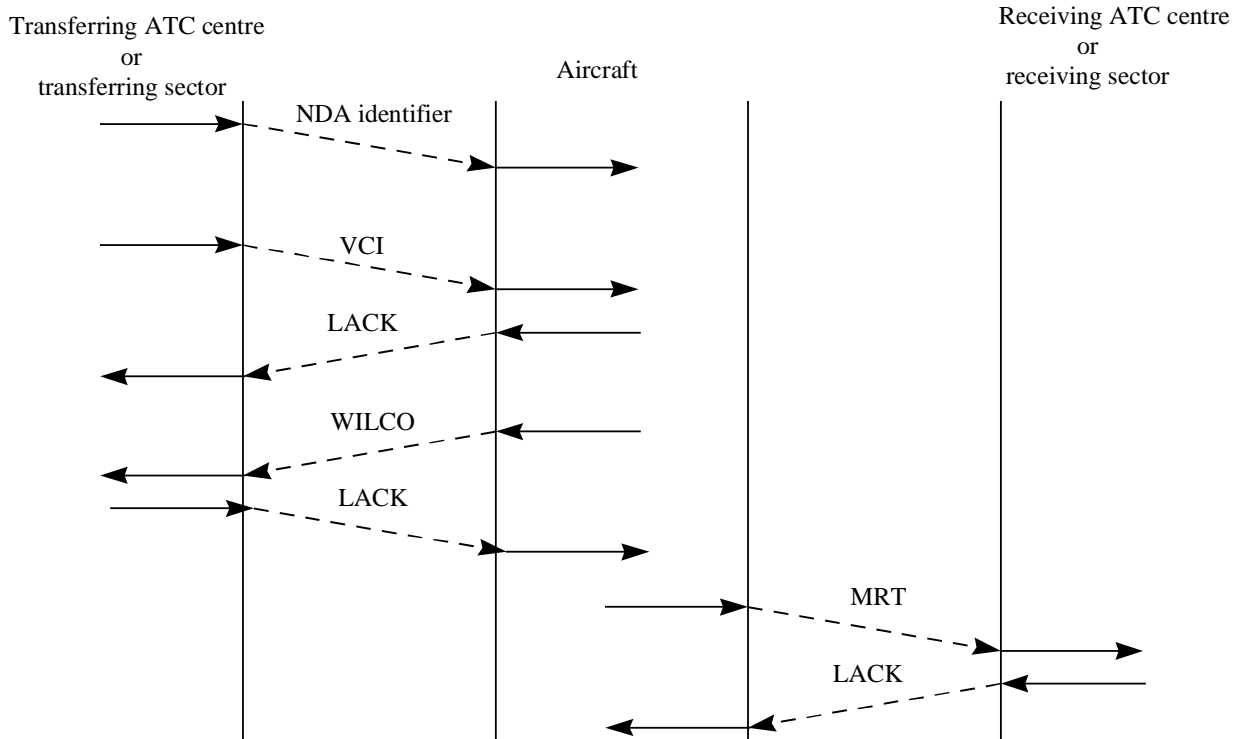 Transferring ATC centre
or
transferring sector
Aircraft
Receiving ATC centre
or
receiving sector
NDA identifier
VCI
LACK
WILCO
LACK
MRT
LACK